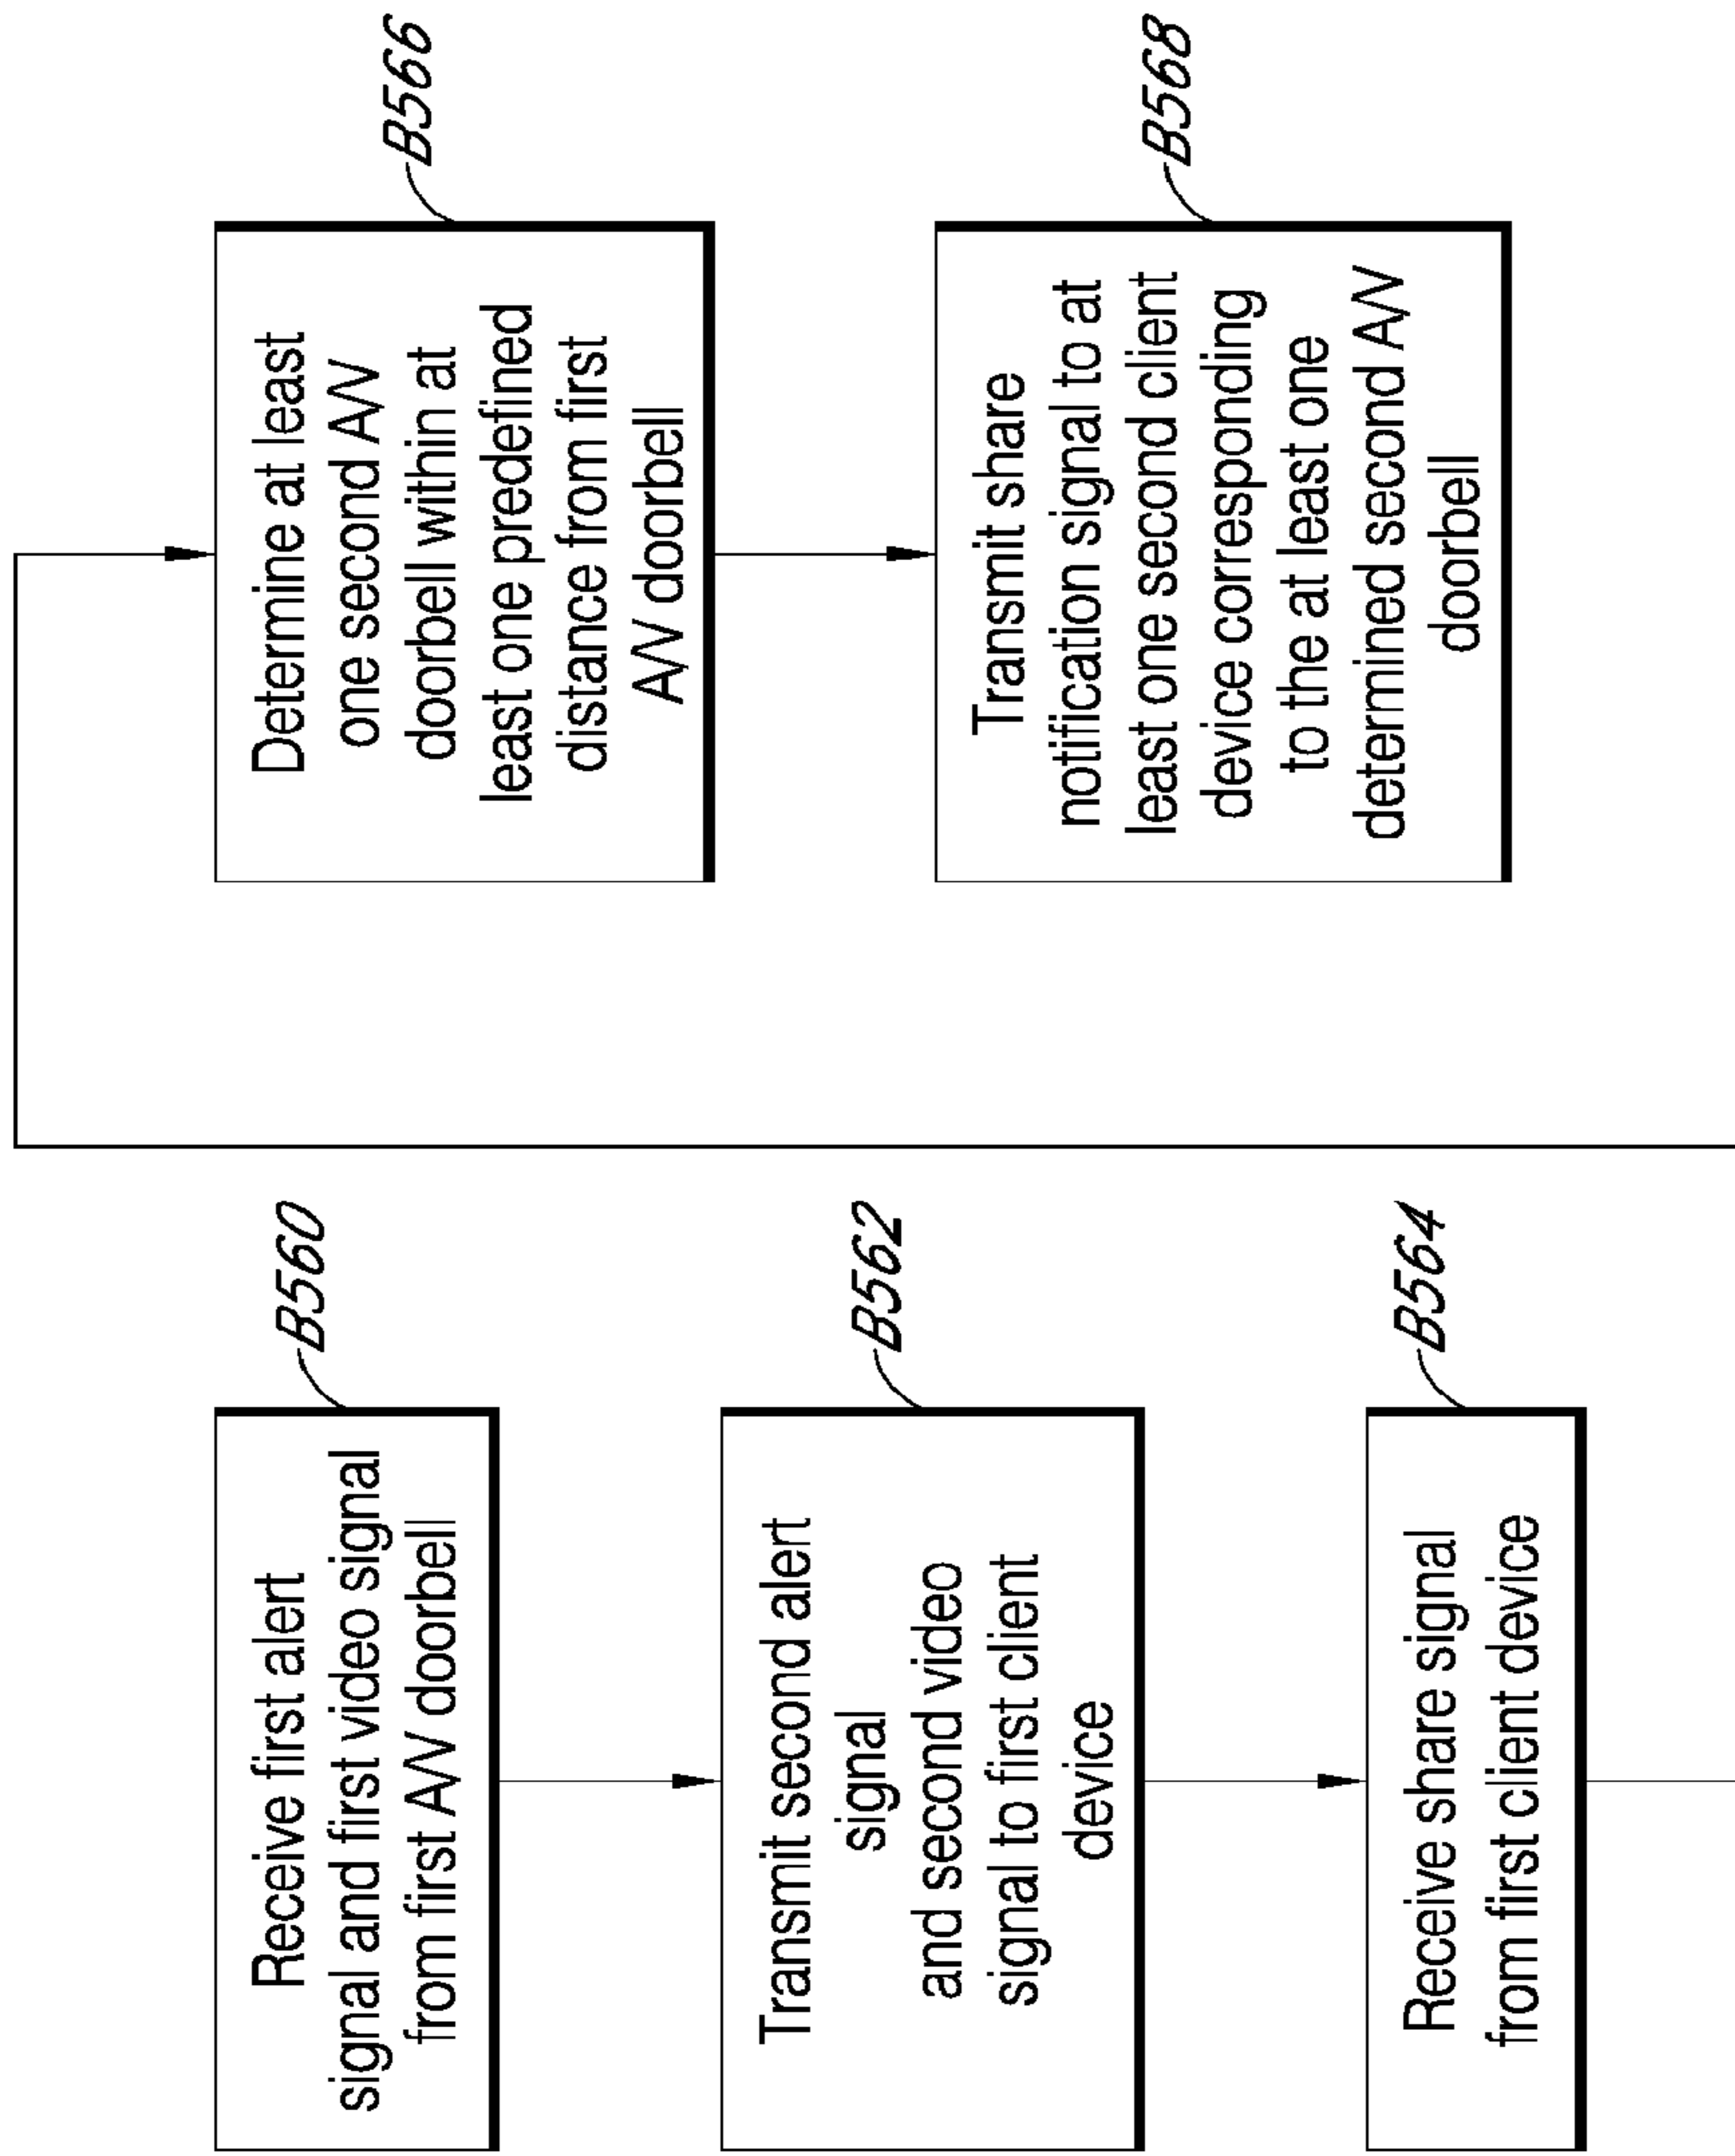 B560
Receive first alert
signal and first video signal
from first A/V doorbell
B562
Transmit second alert
signal
and second video
signal to first client
device
B564
Receive share signal
from first client device
B566
Determine at least
one second A/V
doorbell within at
least one predefined
distance from first
A/V doorbell
B568
Transmit share
notification signal to at
least one second client
device corresponding
to the at least one
determined second A/V
doorbell